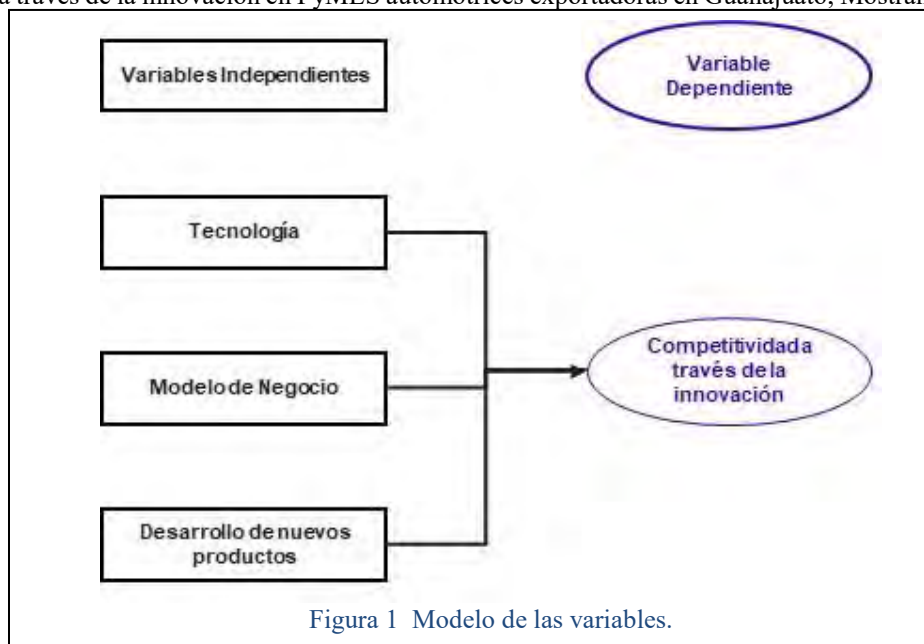 a través de la innovación en PyMES automotrices exportadoras en Guanajuato, Mostran
Variables Independientes
Variable
Dependiente
Tecnología
Modelo de Negocio
Competitividad a
través de la
innovación
Desarrollo de nuevos
productos
Figura 1 Modelo de las variables.